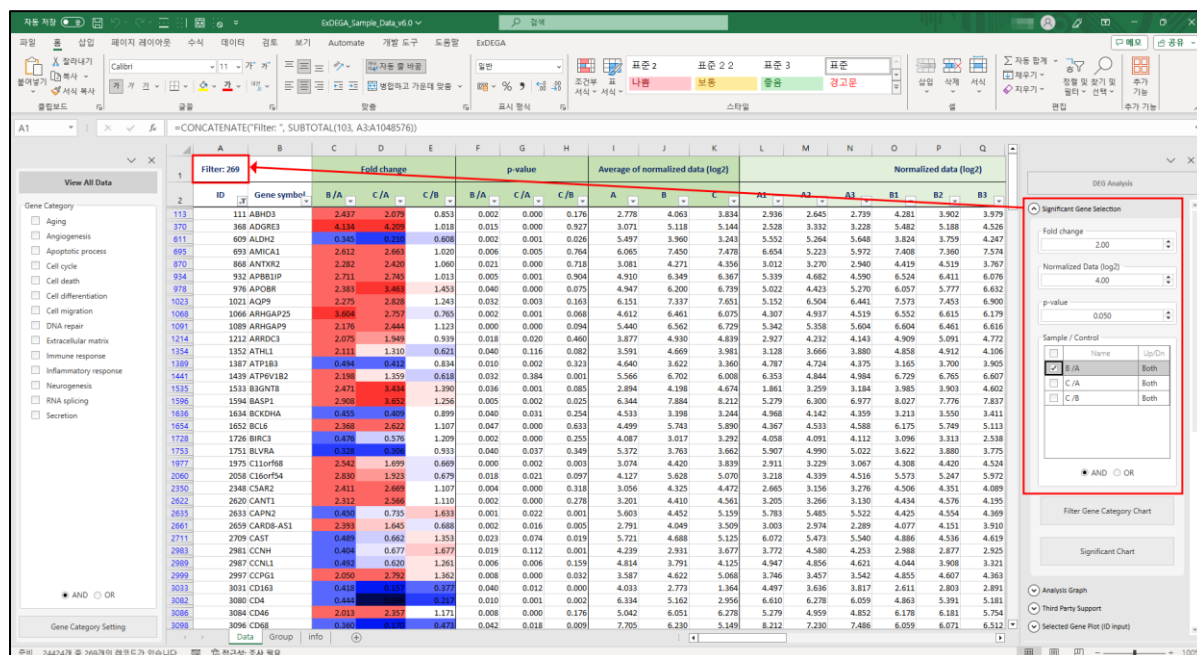 자동 저장 ExDEGA_Sample_Data_v6.0 검색
파일 홈 삽입 페이지 레이아웃 수식 데이터 검토 보기 Automate 개발 도구 도움말 ExDEGA 메모 공유
붙여넣기 잘라내기 복사 서식 복사 Calibri 11 자동 줄 바꿈 병합하고 가운데 맞춤 일반 조건부 서식 표 서식 표준 2 표준 2 2 표준 3 표준 나쁨 보통 좋음 경고문 삽입 삭제 서식 자동 합계 채우기 지우기 정렬 및 필터 찾기 및 선택 추가 기능
클립보드 글꼴 맞춤 표시 형식 스타일 셀 편집 추가 기능
A1 =CONCATENATE("Filter: ", SUBTOTAL(103, A3:A1048576))
View All Data
Gene Category
Aging
Angiogenesis
Apoptotic process
Cell cycle
Cell death
Cell differentiation
Cell migration
DNA repair
Extracellular matrix
Immune response
Inflammatory response
Neurogenesis
RNA splicing
Secretion
AND OR
Gene Category Setting
A B C D E F G H I J K L M N O P Q
1 Filter: 269 Fold change p-value Average of normalized data (log2) Normalized data (log2)
2 ID Gene symbol B/A C/A C/B B/A C/A C/B A B C A1 A2 A3 B1 B2 B3
113 111 ABHD3 2.437 2.079 0.853 0.002 0.000 0.176 2.778 4.063 3.834 2.936 2.645 2.739 4.281 3.902 3.979
370 368 ADGRE3 4.134 4.209 1.018 0.015 0.000 0.927 3.071 5.118 5.144 2.528 3.332 3.228 5.482 5.188 4.526
611 609 ALDH2 0.345 0.210 0.608 0.002 0.001 0.026 5.497 3.960 3.243 5.552 5.264 5.648 3.824 3.759 4.247
695 693 AMICA1 2.612 2.663 1.020 0.006 0.005 0.764 6.065 7.450 7.478 6.654 5.223 5.972 7.408 7.360 7.574
870 868 ANTXR2 2.282 2.420 1.060 0.021 0.000 0.718 3.081 4.271 4.356 3.012 3.270 2.940 4.419 4.519 3.767
934 932 APBB1IP 2.711 2.745 1.013 0.005 0.001 0.904 4.910 6.349 6.367 5.339 4.682 4.590 6.524 6.411 6.076
978 976 APOBR 2.383 3.463 1.453 0.040 0.000 0.075 4.947 6.200 6.739 5.022 4.423 5.270 6.057 5.777 6.632
1023 1021 AQP9 2.275 2.828 1.243 0.032 0.003 0.163 6.151 7.337 7.651 5.152 6.504 6.441 7.573 7.453 6.900
1068 1066 ARHGAP25 3.604 2.757 0.765 0.002 0.001 0.068 4.612 6.461 6.075 4.307 4.937 4.519 6.552 6.615 6.179
1091 1089 ARHGAP9 2.176 2.444 1.123 0.000 0.000 0.094 5.440 6.562 6.729 5.342 5.358 5.604 6.604 6.461 6.616
1214 1212 ARRDC3 2.075 1.949 0.939 0.018 0.020 0.460 3.877 4.930 4.839 2.927 4.232 4.143 4.909 5.091 4.772
1354 1352 ATHL1 2.111 1.310 0.621 0.040 0.116 0.082 3.591 4.669 3.981 3.128 3.666 3.880 4.858 4.912 4.106
1389 1387 ATP1B3 0.494 0.412 0.834 0.010 0.002 0.323 4.640 3.622 3.360 4.787 4.724 4.375 3.165 3.700 3.905
1441 1439 ATP6V1B2 2.198 1.359 0.618 0.032 0.384 0.001 5.566 6.702 6.008 6.353 4.844 4.984 6.729 6.765 6.607
1535 1533 B3GNT8 2.471 3.434 1.390 0.036 0.001 0.085 2.894 4.198 4.674 1.861 3.259 3.184 3.985 3.903 4.602
1596 1594 BASP1 2.908 3.652 1.256 0.005 0.002 0.025 6.344 7.884 8.212 5.279 6.300 6.977 8.027 7.736 7.861
1636 1634 BCKDHA 0.455 0.409 0.899 0.040 0.031 0.254 4.533 3.398 3.244 4.968 4.142 4.359 3.213 3.550 3.411
1654 1652 BCL6 2.368 2.622 1.107 0.047 0.000 0.633 4.499 5.743 5.890 4.367 4.533 4.588 6.175 5.749 5.113
1728 1726 BIRC3 0.476 0.576 1.209 0.002 0.000 0.255 4.087 3.017 3.292 4.058 4.091 4.112 3.096 3.313 2.538
1753 1751 BLVRA 0.328 0.306 0.933 0.040 0.037 0.349 5.372 3.763 3.662 5.907 4.990 5.022 3.622 3.880 3.775
1977 1975 C11orf68 2.542 1.699 0.669 0.000 0.002 0.003 3.074 4.420 3.839 2.911 3.229 3.067 4.308 4.420 4.524
2060 2058 C6orf54 2.830 1.923 0.679 0.018 0.021 0.097 4.127 5.628 5.070 3.218 4.339 4.516 5.573 5.247 5.972
2350 2348 C5AR2 2.411 2.669 1.107 0.004 0.000 0.318 3.056 4.325 4.472 2.665 3.156 3.276 4.506 4.351 4.089
2622 2620 CANT1 2.312 2.566 1.110 0.002 0.000 0.278 3.201 4.410 4.561 3.205 3.266 3.130 4.434 4.576 4.195
2635 2633 CAPN2 0.450 0.735 1.633 0.001 0.001 0.022 5.603 4.452 5.159 5.783 5.485 5.522 4.425 4.554 4.369
2661 2659 CARD8-AS1 2.393 1.645 0.688 0.002 0.016 0.005 2.791 4.049 3.509 3.003 2.974 2.289 4.077 4.151 3.910
2711 2709 CAST 0.489 0.662 1.353 0.023 0.074 0.019 5.721 4.688 5.125 6.072 5.473 5.540 4.886 4.536 4.619
2983 2981 CCNH 0.404 0.677 1.677 0.019 0.112 0.001 4.239 2.931 3.677 3.772 4.580 4.253 2.988 2.877 2.925
2989 2987 CCNL1 0.492 0.620 1.261 0.006 0.006 0.159 4.814 3.791 4.125 4.947 4.856 4.621 4.044 3.908 3.321
2999 2997 CCPG1 2.050 2.792 1.362 0.008 0.000 0.032 3.587 4.622 5.068 3.746 3.457 3.542 4.855 4.607 4.363
3033 3031 CD163 0.418 0.157 0.377 0.040 0.012 0.000 4.033 2.773 1.364 4.497 3.636 3.817 2.611 2.803 2.891
3082 3080 CD4 0.444 0.217 0.010 0.000 0.001 6.334 5.162 2.956 6.610 6.278 6.059 4.863 5.391 5.181
3086 3084 CD46 2.013 2.357 1.171 0.008 0.000 0.176 5.042 6.051 6.278 5.279 4.959 4.852 6.178 6.181 5.754
3098 3096 CD68 0.360 0.170 0.473 0.042 0.018 0.009 7.705 6.230 5.149 8.212 7.230 7.486 6.059 6.071 6.512
Data Group info
준비 24424개 중 269개의 레코드가 있습니다. 접근성: 조사 필요 100%
DEG Analysis
Significant Gene Selection
Fold change
2.00
Normalized Data (log2)
4.00
p-value
0.050
Sample / Control
Name Up/Dn
B /A Both
C /A Both
C /B Both
AND OR
Filter Gene Category Chart
Significant Chart
Analysis Graph
Third Party Support
Selected Gene Plot (ID input)